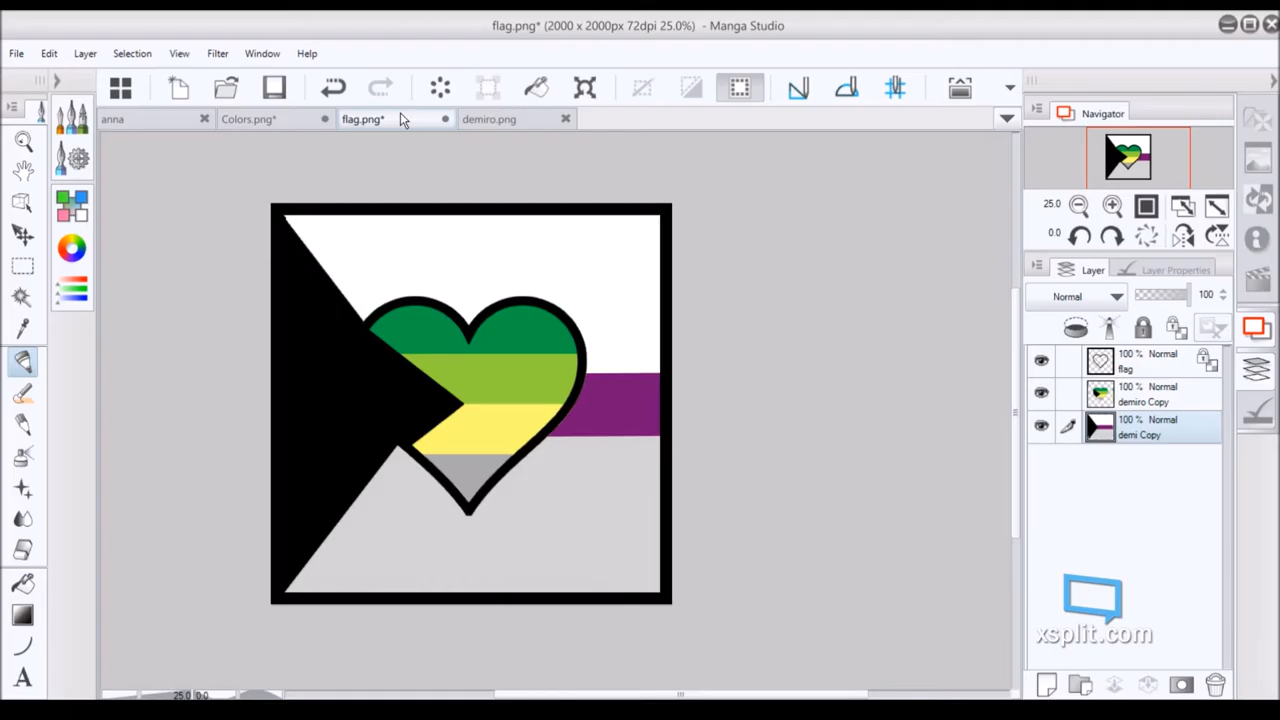 flag.png* (2000 x 2000px 72dpi 25.0%) - Manga Studio
File Edit Layer Selection View Filter Window Help
anna Colors.png* flag.png* demiro.png
Navigator
25.0
0.0
Layer Layer Properties
Normal 100
100 % Normal
flag
100 % Normal
demiro Copy
100 % Normal
demi Copy
xsplit.com
A
25.0 0.0